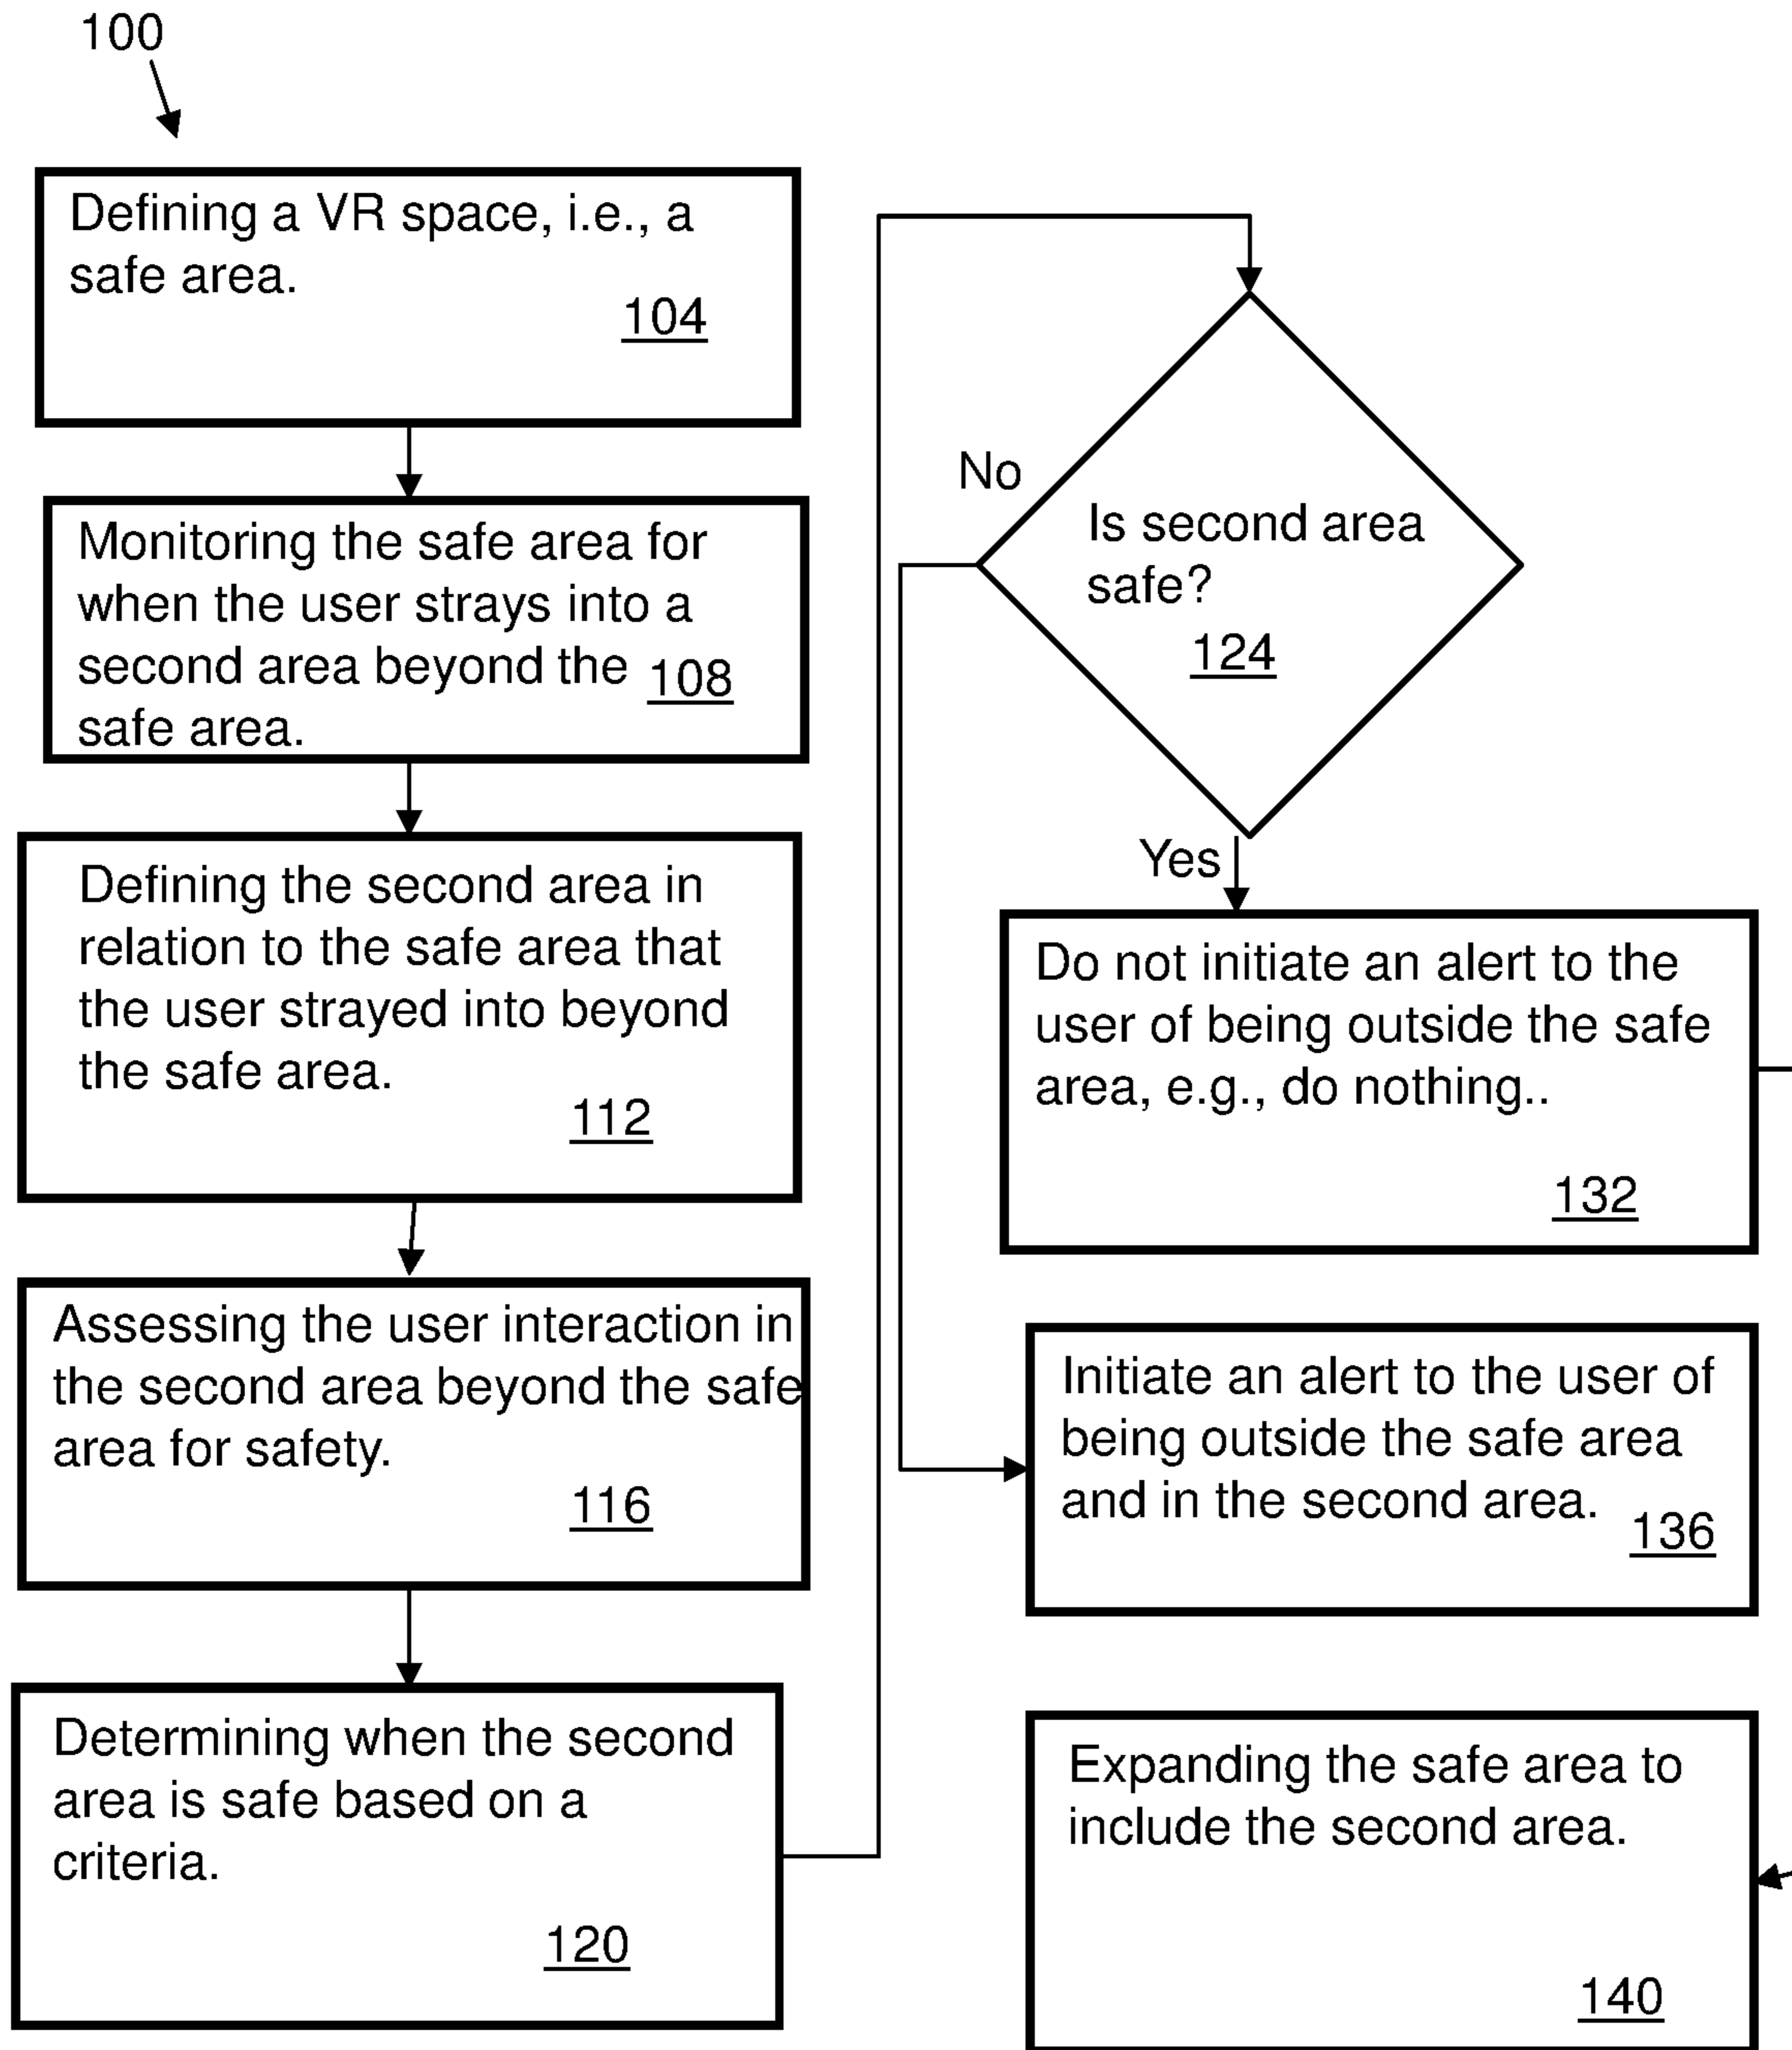 100
Defining a VR space, i.e., a
safe area.
104
Monitoring the safe area for
when the user strays into a
second area beyond the
108
safe area.
Defining the second area in
relation to the safe area that
the user strayed into beyond
the safe area.
112
Assessing the user interaction in
the second area beyond the safe
area for safety.
116
Determining when the second
area is safe based on a
criteria.
120
No
Is second area
safe?
124
Yes
Do not initiate an alert to the
user of being outside the safe
area, e.g., do nothing..
132
Initiate an alert to the user of
being outside the safe area
and in the second area.
136
Expanding the safe area to
include the second area.
140